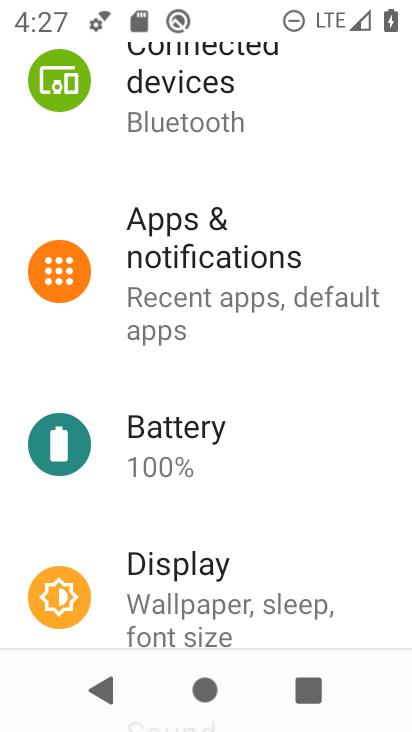 4:27 LTE
Connected
devices
Bluetooth
Apps &
notifications
Recent apps, default
apps
Battery
100%
Display
Wallpaper, sleep,
font size
Sound